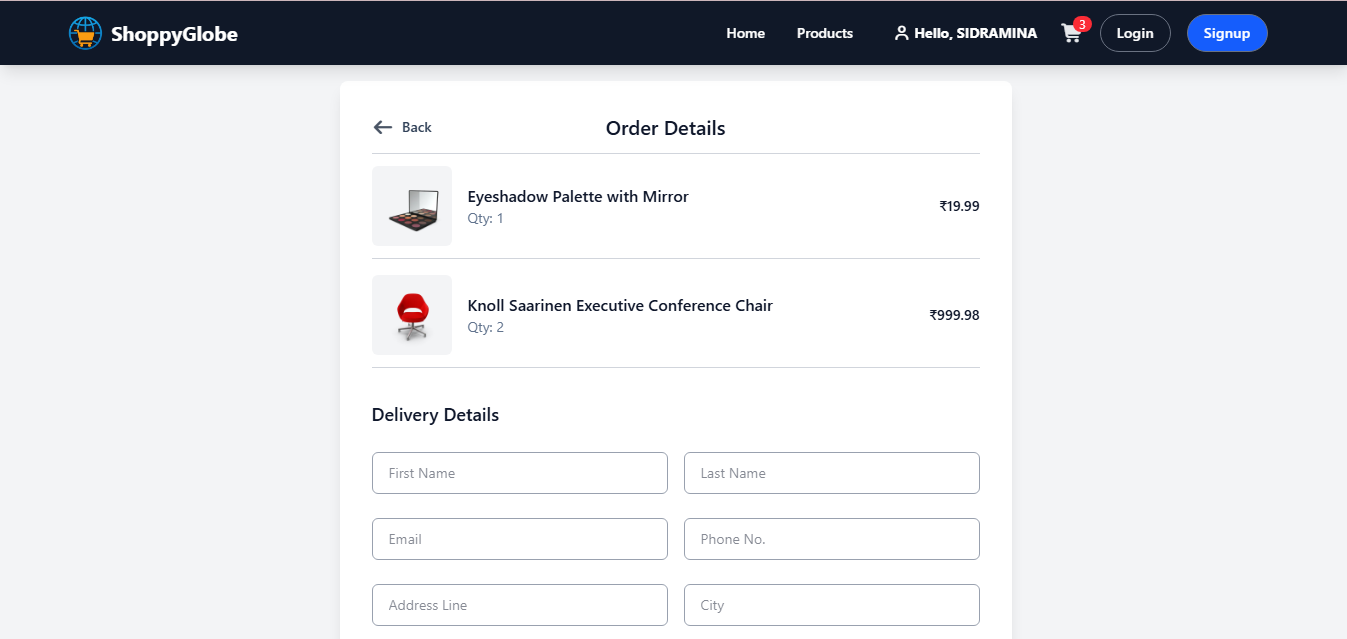 ShoppyGlobe Home Products Hello, SIDRAMINA 3 Login Signup
Back Order Details
Eyeshadow Palette with Mirror
Qty: 1
₹19.99
Knoll Saarinen Executive Conference Chair
Qty: 2
₹999.98
Delivery Details
First Name Last Name
Email Phone No.
Address Line City